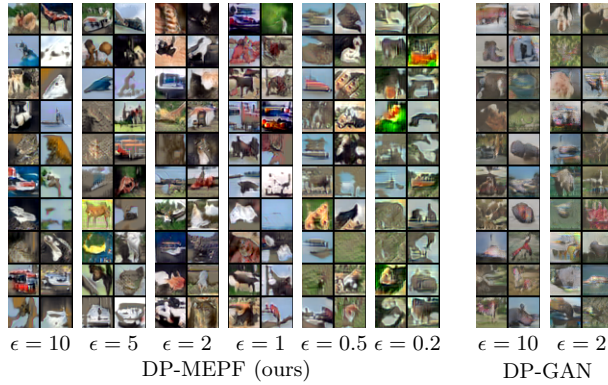 ϵ = 10 ϵ = 5 ϵ = 2 ϵ = 1 ϵ = 0.5 ϵ = 0.2 ϵ = 10 ϵ = 2
DP-MEPF (ours) DP-GAN